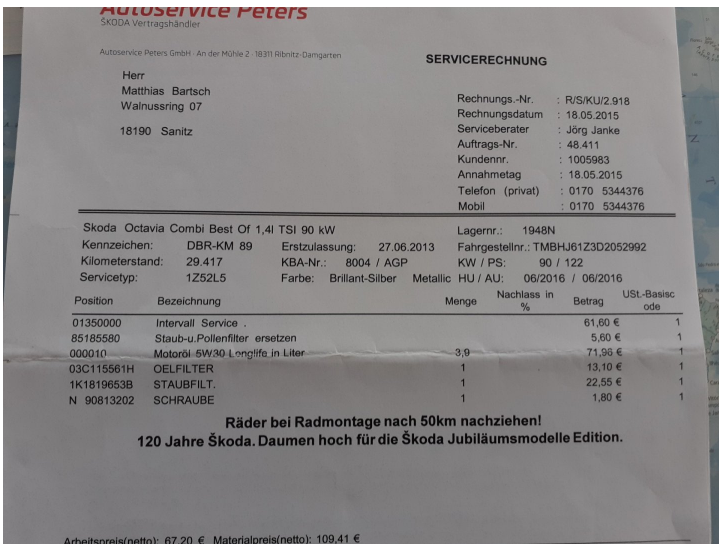 Autoservice Peters
ŠKODA Vertragshändler
Autoservice Peters GmbH · An der Mühle 2 · 18311 Ribnitz-Damgarten
SERVICERECHNUNG
Herr
Matthias Bartsch
Walnussring 07
18190 Sanitz
Rechnungs.-Nr. : R/S/KU/2.918
Rechnungsdatum : 18.05.2015
Serviceberater : Jörg Janke
Auftrags-Nr. : 48.411
Kundennr. : 1005983
Annahmetag : 18.05.2015
Telefon (privat) : 0170 5344376
Mobil : 0170 5344376
Skoda Octavia Combi Best Of 1,4l TSI 90 kW Lagernr.: 1948N
Kennzeichen: DBR-KM 89 Erstzulassung: 27.06.2013 Fahrgestellnr.: TMBHJ61Z3D2052992
Kilometerstand: 29.417 KBA-Nr.: 8004 / AGP KW / PS: 90 / 122
Servicetyp: 1Z52L5 Farbe: Brillant-Silber Metallic HU / AU: 06/2016 / 06/2016
Position Bezeichnung Menge Nachlass in % Betrag USt.-Basisc ode
01350000 Intervall Service . 61,60 € 1
85185580 Staub-u.Pollenfilter ersetzen 5,60 € 1
000010 Motoröl 5W30 Longlife in Liter 3,9 71,96 € 1
03C115561H OELFILTER 1 13,10 € 1
1K1819653B STAUBFILT. 1 22,55 € 1
N 90813202 SCHRAUBE 1 1,80 € 1
Räder bei Radmontage nach 50km nachziehen!
120 Jahre Škoda. Daumen hoch für die Škoda Jubiläumsmodelle Edition.
Arbeitspreis(netto): 67,20 € Materialpreis(netto): 109,41 €